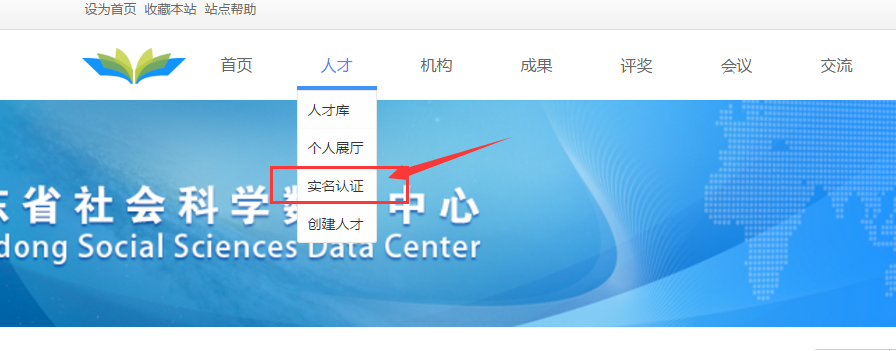 设为首页 收藏本站 站点帮助
首页 人才 机构 成果 评奖 会议 交流
人才库
个人展厅
实名认证
创建人才
省社会科学数 中心
dong Social Sciences Data Center